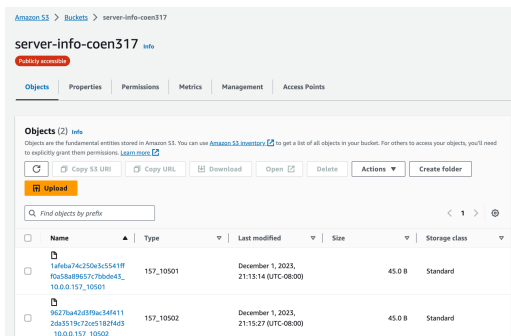 Amazon S3 > Buckets > server-info-coen317
server-info-coen317 Info
Publicly accessible
Objects Properties Permissions Metrics Management Access Points
Objects (2) Info
Objects are the fundamental entities stored in Amazon S3. You can use Amazon S3 inventory to get a list of all objects in your bucket. For others to access your objects, you'll need
to explicitly grant them permissions. Learn more
Copy S3 URI Copy URL Download Open Delete Actions Create folder
Upload
Find objects by prefix 1
Name Type Last modified Size Storage class
1afeba74c250e3c5541ff
f0a58a89657c7bbde43_
10.0.0.157_10501
157_10501
December 1, 2023,
21:13:14 (UTC-08:00)
45.0 B
Standard
9627ba42d3f9ac34f411
2da3519c72ce5182f4d3
_10.0.0.157_10502
157_10502
December 1, 2023,
21:15:27 (UTC-08:00)
45.0 B
Standard